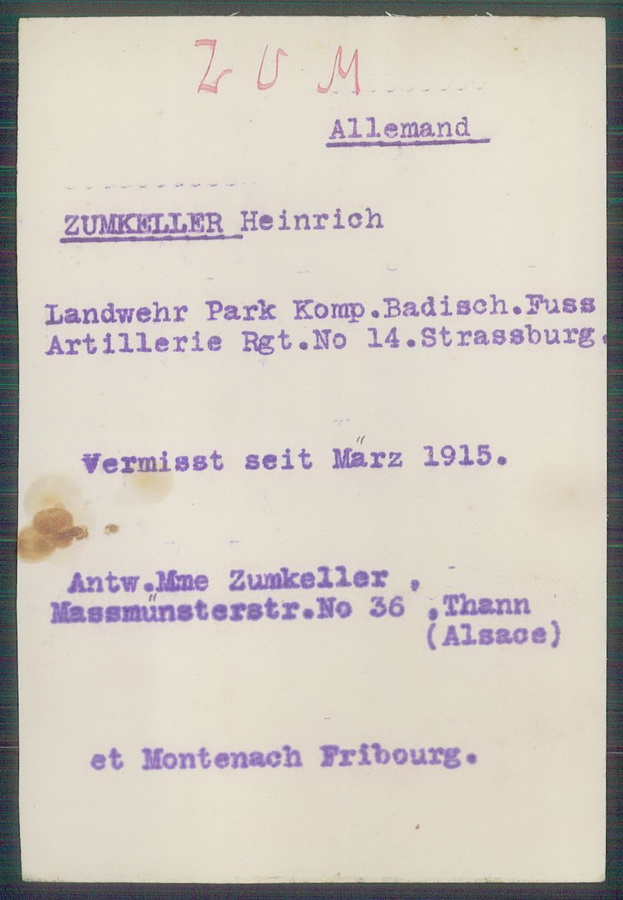 ZUM
Allemand
ZUMKELLER Heinrich
Landwehr Park Komp.Badisch.Fuss
Artillerie Rgt.No 14.Strassburg.
Vermisst seit März 1915.
Antw.Mme Zumkeller ,
Massmünsterstr.No 36 ,Thann
(Alsace)
et Montenach Fribourg.